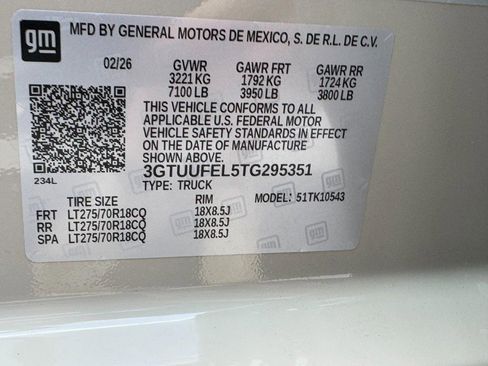 gm
MFD BY GENERAL MOTORS DE MEXICO, S. DE R.L. DE C.V.
02/26 GVWR GAWR FRT GAWR RR
3221 KG 1792 KG 1724 KG
7100 LB 3950 LB 3800 LB
THIS VEHICLE CONFORMS TO ALL
APPLICABLE U.S. FEDERAL MOTOR
VEHICLE SAFETY STANDARDS IN EFFECT
ON THE DATE OF MANUFACTURE
SHOWN ABOVE.
234L
3GTUUFEL5TG295351
TYPE: TRUCK
TIRE SIZE RIM MODEL: 51TK10543
FRT LT275/70R18CQ 18X8.5J
RR LT275/70R18CQ 18X8.5J
SPA LT275/70R18CQ 18X8.5J